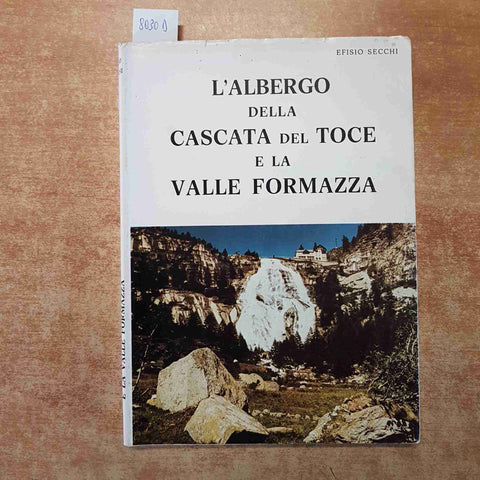 8030 D
EFISIO SECCHI
L'ALBERGO
DELLA
CASCATA DEL TOCE
E LA
VALLE FORMAZZA
E LA VALLE FORMAZZA